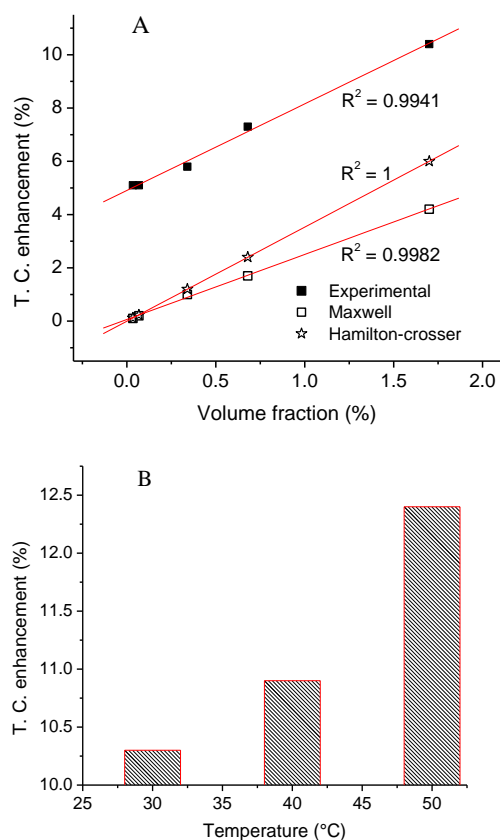 A
T. C. enhancement (%)
10
8
6
4
2
0
R² = 0.9941
R² = 1
R² = 0.9982
Experimental
Maxwell
Hamilton-crosser
0.0 0.5 1.0 1.5 2.0
Volume fraction (%)
B
T. C. enhancement (%)
12.5
12.0
11.5
11.0
10.5
10.0
25 30 35 40 45 50
Temperature (°C)